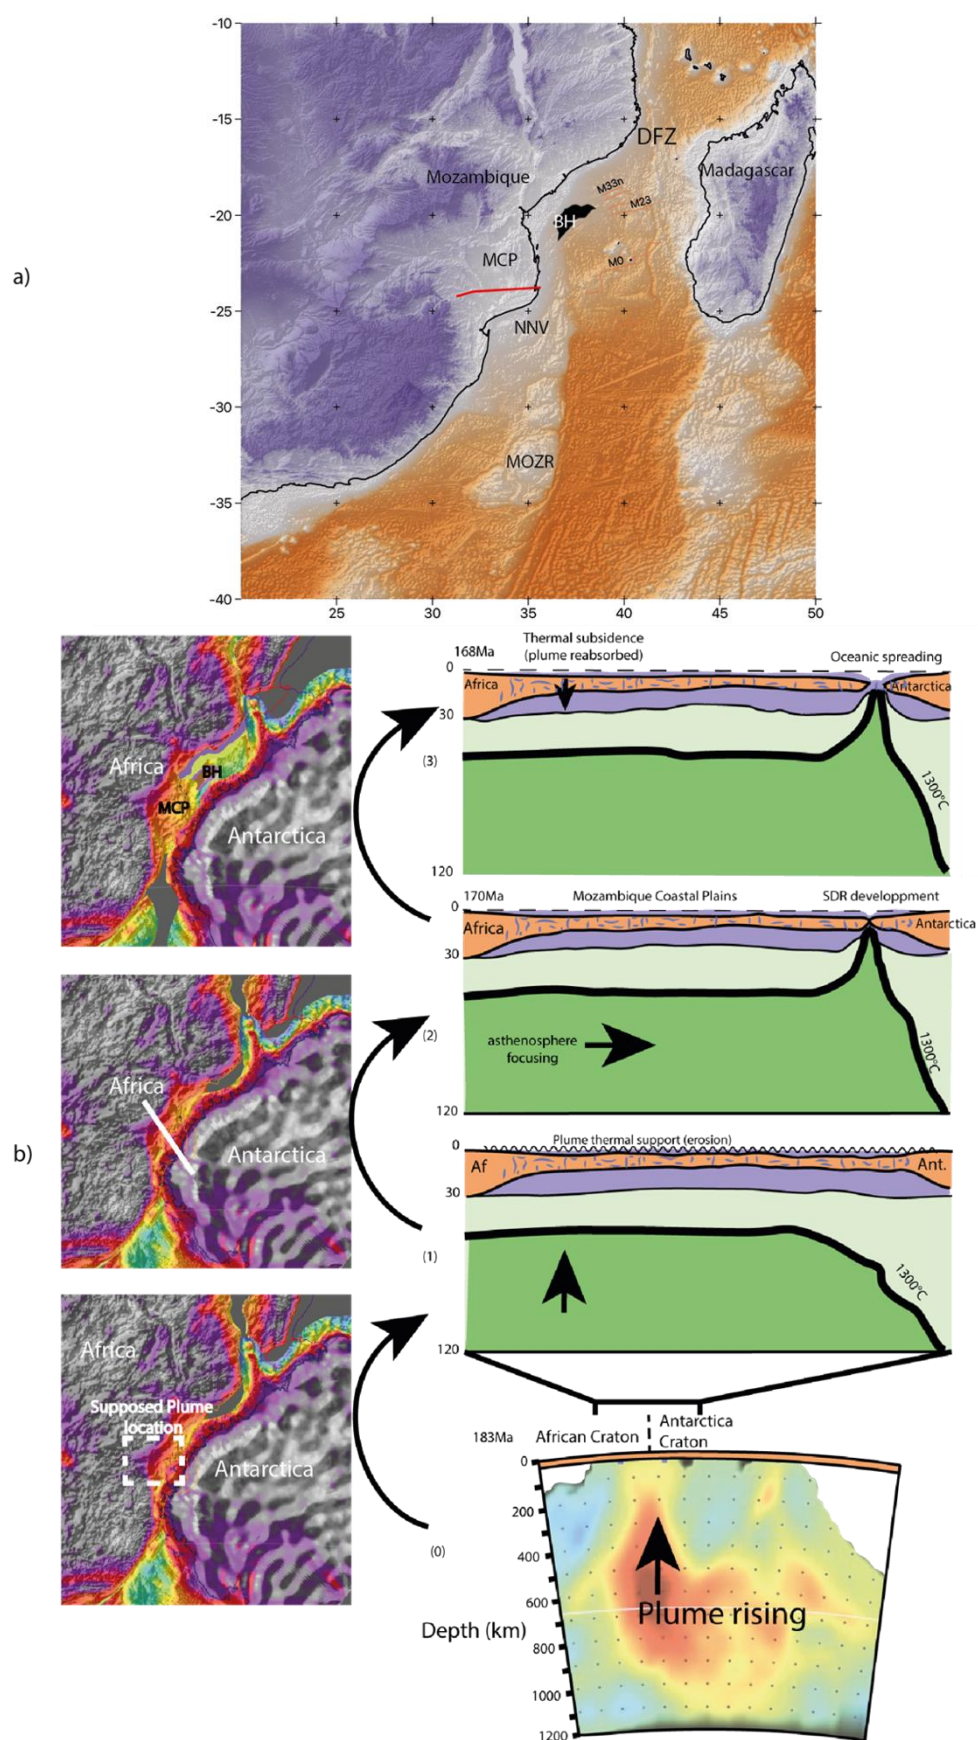 a)
-10
-15
-20
-25
-30
-35
-40
25
30
35
40
45
50
DFZ
Mozambique
Madagascar
M33n
M23
BH
MCP
M0
NNV
MOZR
b)
Africa
BH
MCP
Antarctica
Africa
Antarctica
Africa
Supposed Plume
location
Antarctica
(3)
(2)
(1)
(0)
Thermal subsidence
(plume reabsorbed)
168Ma
Oceanic spreading
0
Africa
Antarctica
30
1300°C
120
170Ma
Mozambique Coastal Plains
SDR developpment
0
Africa
Antarctica
30
asthenosphere
focusing
1300°C
120
Plume thermal support (erosion)
0
Af
Ant.
30
1300°C
120
183Ma
African Craton
Antarctica
Craton
0
200
400
600
800
1000
1200
Plume rising
Depth (km)